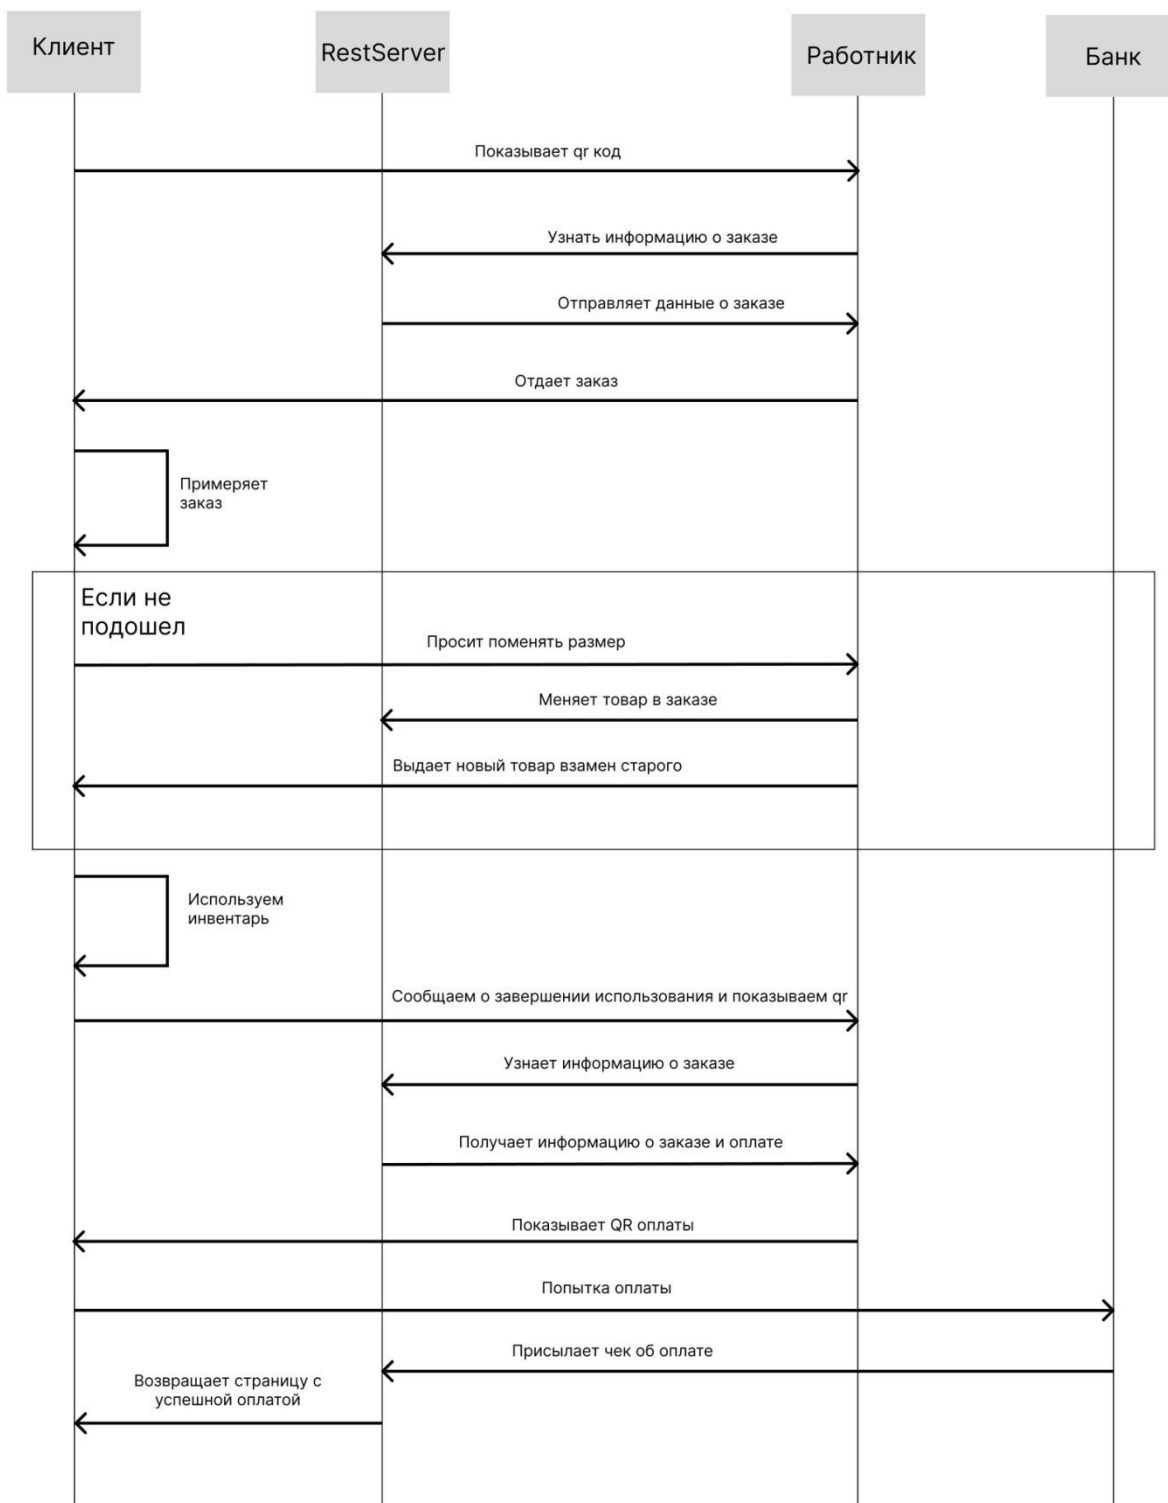 Клиент
RestServer
Работник
Банк
Показывает qr код
Узнать информацию о заказе
Отправляет данные о заказе
Отдает заказ
Примеряет
заказ
Если не
подошел
Просит поменять размер
Меняет товар в заказе
Выдает новый товар взамен старого
Используем
инвентарь
Сообщаем о завершении использования и показываем qr
Узнает информацию о заказе
Получает информацию о заказе и оплате
Показывает QR оплаты
Попытка оплаты
Присылает чек об оплате
Возвращает страницу с
успешной оплатой